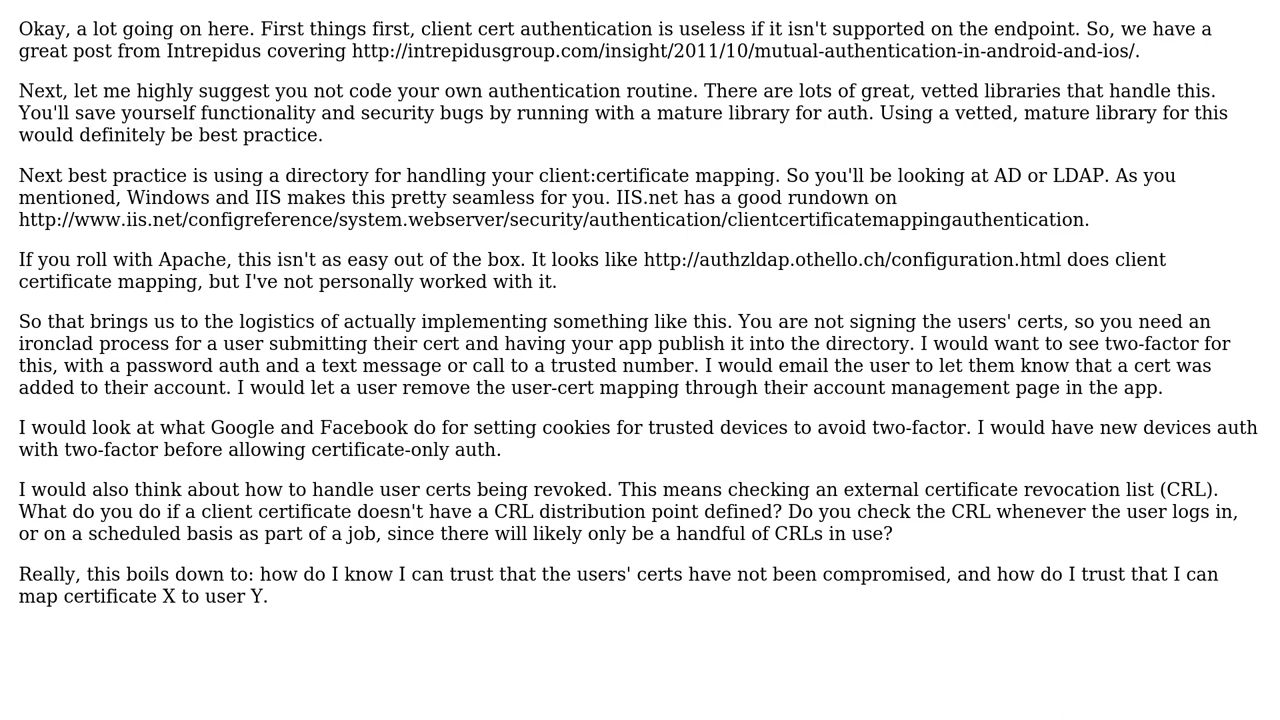 Okay, a lot going on here. First things first, client cert authentication is useless if it isn't supported on the endpoint. So, we have a
great post from Intrepidus covering http://intrepidusgroup.com/insight/2011/10/mutual-authentication-in-android-and-ios/.
Next, let me highly suggest you not code your own authentication routine. There are lots of great, vetted libraries that handle this.
You'll save yourself functionality and security bugs by running with a mature library for auth. Using a vetted, mature library for this
would definitely be best practice.
Next best practice is using a directory for handling your client:certificate mapping. So you'll be looking at AD or LDAP. As you
mentioned, Windows and IIS makes this pretty seamless for you. IIS.net has a good rundown on
http://www.iis.net/configreference/system.webserver/security/authentication/clientcertificatemappingauthentication.
If you roll with Apache, this isn't as easy out of the box. It looks like http://authzldap.othello.ch/configuration.html does client
certificate mapping, but I've not personally worked with it.
So that brings us to the logistics of actually implementing something like this. You are not signing the users' certs, so you need an
ironclad process for a user submitting their cert and having your app publish it into the directory. I would want to see two-factor for
this, with a password auth and a text message or call to a trusted number. I would email the user to let them know that a cert was
added to their account. I would let a user remove the user-cert mapping through their account management page in the app.
I would look at what Google and Facebook do for setting cookies for trusted devices to avoid two-factor. I would have new devices auth
with two-factor before allowing certificate-only auth.
I would also think about how to handle user certs being revoked. This means checking an external certificate revocation list (CRL).
What do you do if a client certificate doesn't have a CRL distribution point defined? Do you check the CRL whenever the user logs in,
or on a scheduled basis as part of a job, since there will likely only be a handful of CRLs in use?
Really, this boils down to: how do I know I can trust that the users' certs have not been compromised, and how do I trust that I can
map certificate X to user Y.